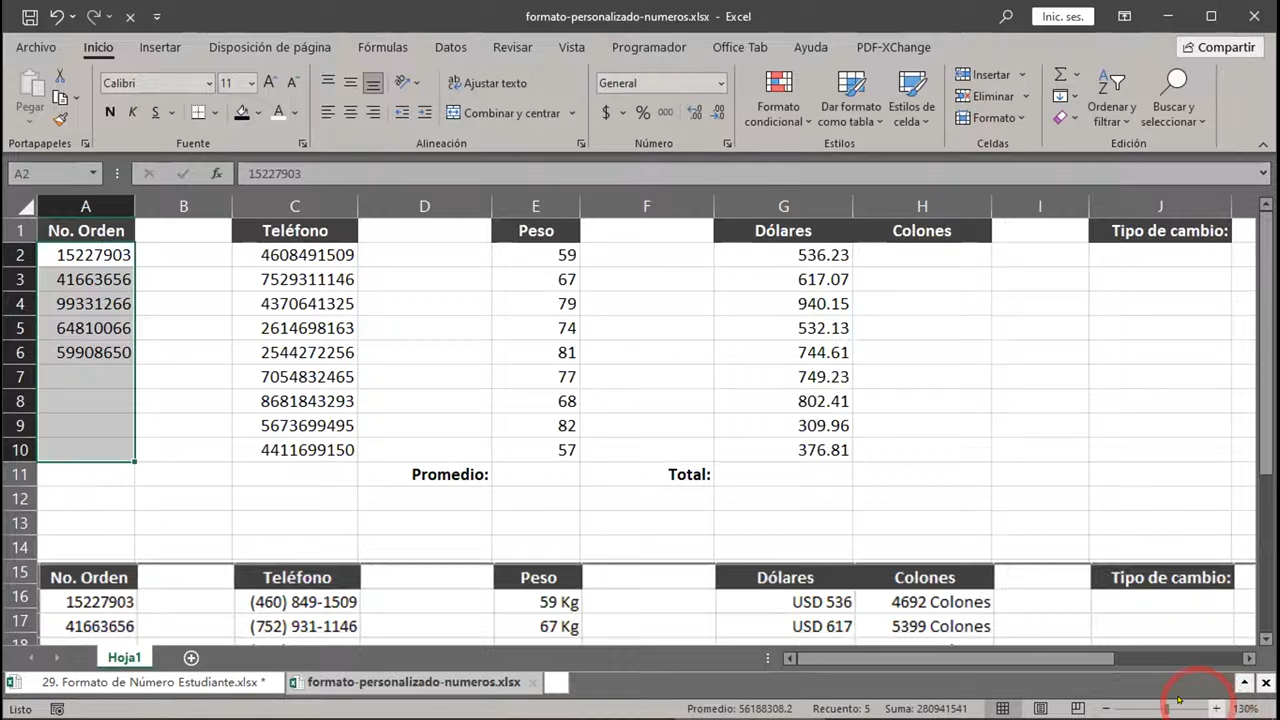 formato-personalizado-numeros.xlsx - Excel
Inic. ses.
Archivo Inicio Insertar Disposición de página Fórmulas Datos Revisar Vista Programador Office Tab Ayuda PDF-XChange Compartir
Pegar
Calibri 11
Ajustar texto
General
Formato condicional
Dar formato como tabla
Estilos de celda
Insertar
Eliminar
Formato
Ordenar y filtrar
Buscar y seleccionar
N K S
Combinar y centrar
$ % 000
Portapapeles Fuente Alineación Número Estilos Celdas Edición
A2 fx 15227903
A B C D E F G H I J
1 No. Orden Teléfono Peso Dólares Colones Tipo de cambio:
2 15227903 4608491509 59 536.23
3 41663656 7529311146 67 617.07
4 99331266 4370641325 79 940.15
5 64810066 2614698163 74 532.13
6 59908650 2544272256 81 744.61
7 7054832465 77 749.23
8 8681843293 68 802.41
9 5673699495 82 309.96
10 4411699150 57 376.81
11 Promedio: Total:
12
13
14
15 No. Orden Teléfono Peso Dólares Colones Tipo de cambio:
16 15227903 (460) 849-1509 59 Kg USD 536 4692 Colones
17 41663656 (752) 931-1146 67 Kg USD 617 5399 Colones
18
Hoja1
29. Formato de Número Estudiante.xlsx * formato-personalizado-numeros.xlsx
Listo Promedio: 56188308.2 Recuento: 5 Suma: 280941541 130%